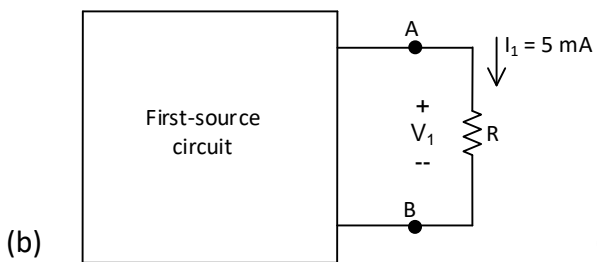 A
I₁ = 5 mA
First-source
circuit
+
V₁
--
R
B
(b)